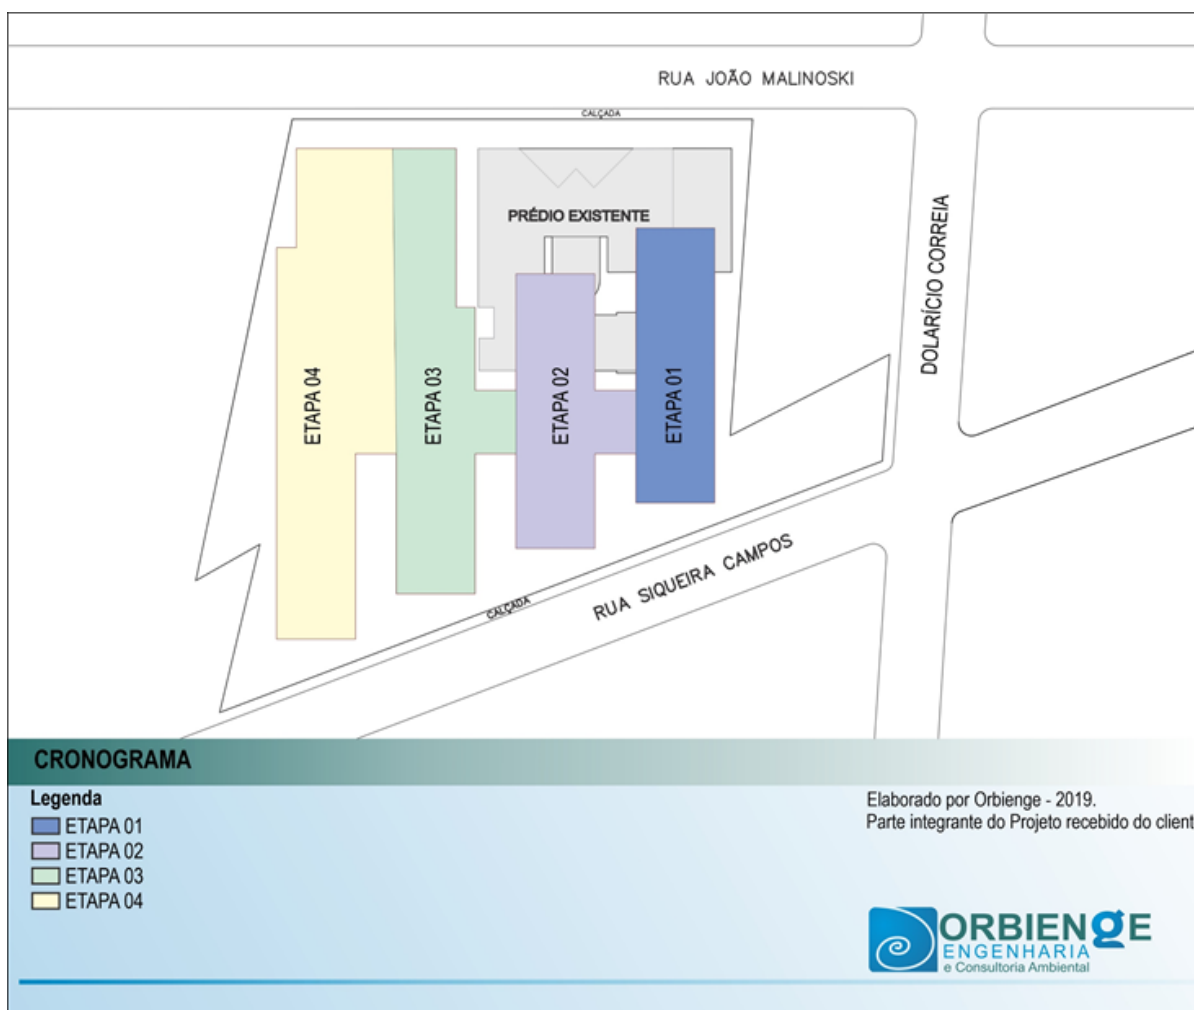 RUA JOÃO MALINOSKI
CALÇADA
PRÉDIO EXISTENTE
DOLARÍCIO CORREIA
ETAPA 04
ETAPA 03
ETAPA 02
ETAPA 01
RUA SIQUEIRA CAMPOS
CALÇADA
CRONOGRAMA
Legenda
ETAPA 01
ETAPA 02
ETAPA 03
ETAPA 04
Elaborado por Orbienge - 2019.
Parte integrante do Projeto recebido do client
ORBIENGE
ENGENHARIA
e Consultoria Ambiental